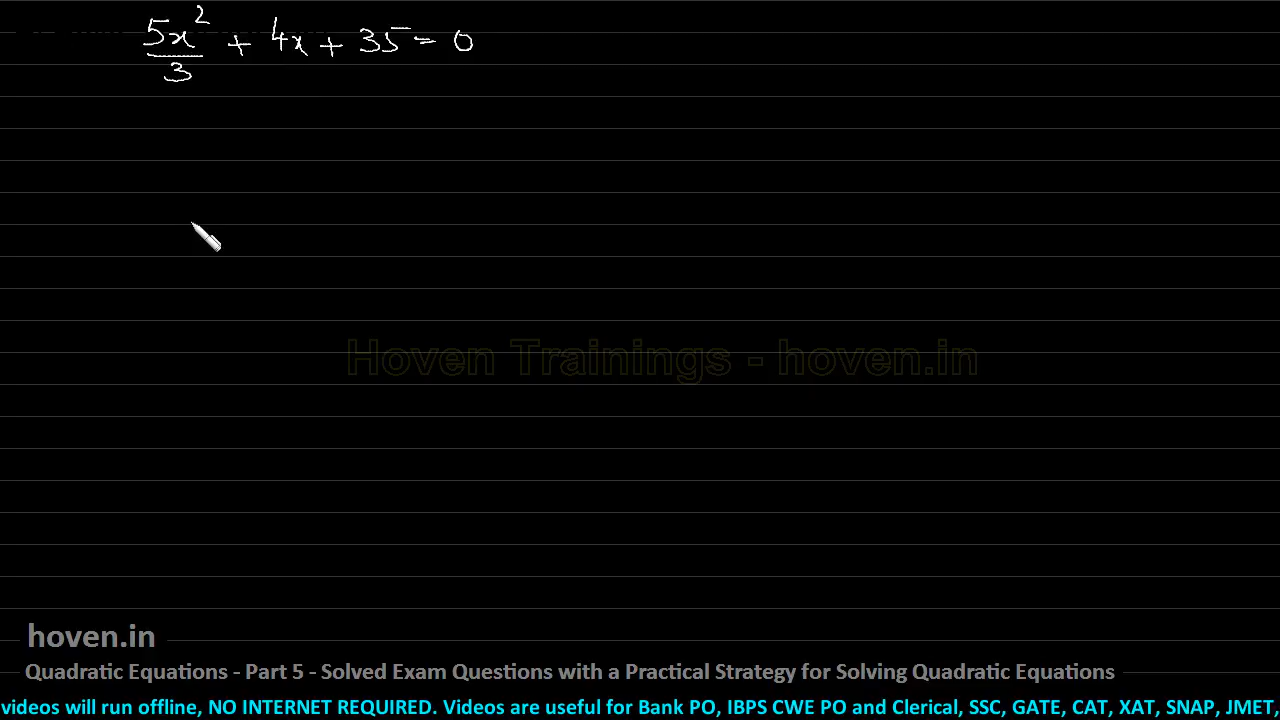 5x²/3 + 4x + 35 = 0
Hoven Trainings - hoven.in
hoven.in
Quadratic Equations - Part 5 - Solved Exam Questions with a Practical Strategy for Solving Quadratic Equations
videos will run offline, NO INTERNET REQUIRED. Videos are useful for Bank PO, IBPS CWE PO and Clerical, SSC, GATE, CAT, XAT, SNAP, JMET,